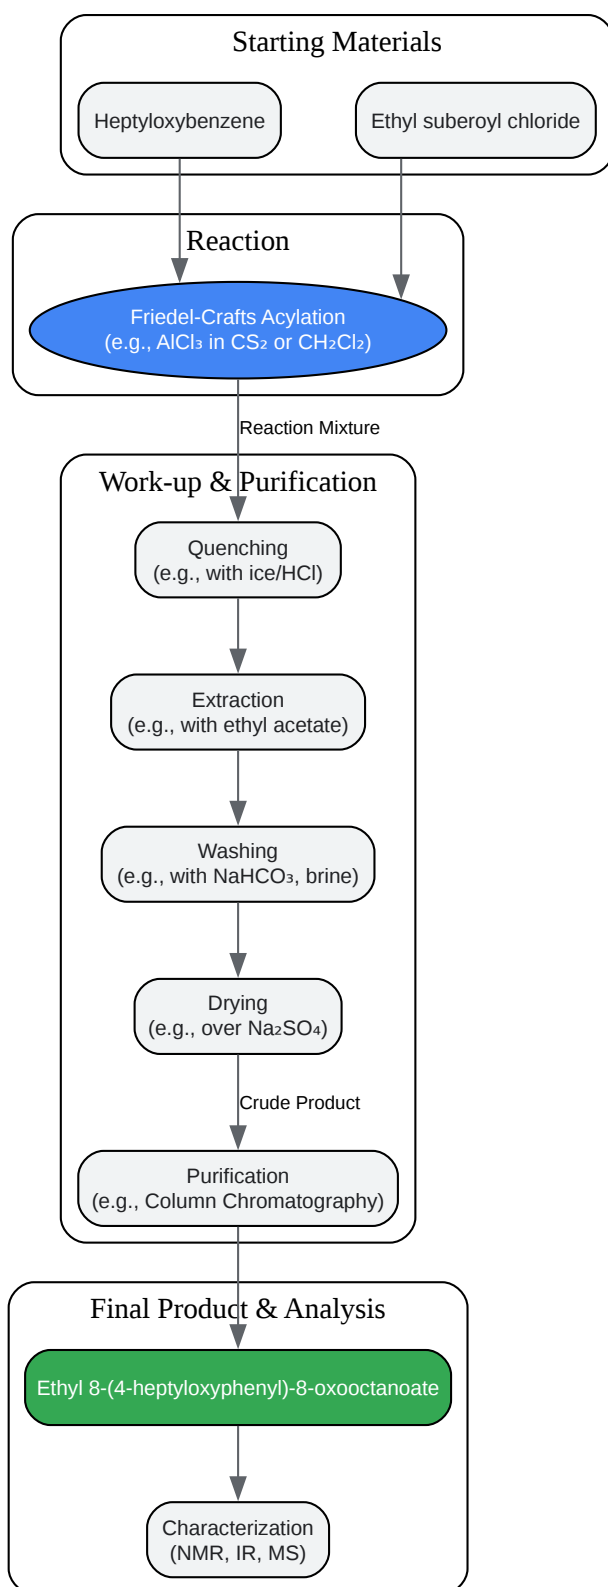 Starting Materials
Heptyloxybenzene
Ethyl suberoyl chloride
Reaction
Friedel-Crafts Acylation
(e.g., AlCl₃ in CS₂ or CH₂Cl₂)
Reaction Mixture
Work-up & Purification
Quenching
(e.g., with ice/HCl)
Extraction
(e.g., with ethyl acetate)
Washing
(e.g., with NaHCO₃, brine)
Drying
(e.g., over Na₂SO₄)
Crude Product
Purification
(e.g., Column Chromatography)
Final Product & Analysis
Ethyl 8-(4-heptyloxyphenyl)-8-oxooctanoate
Characterization
(NMR, IR, MS)